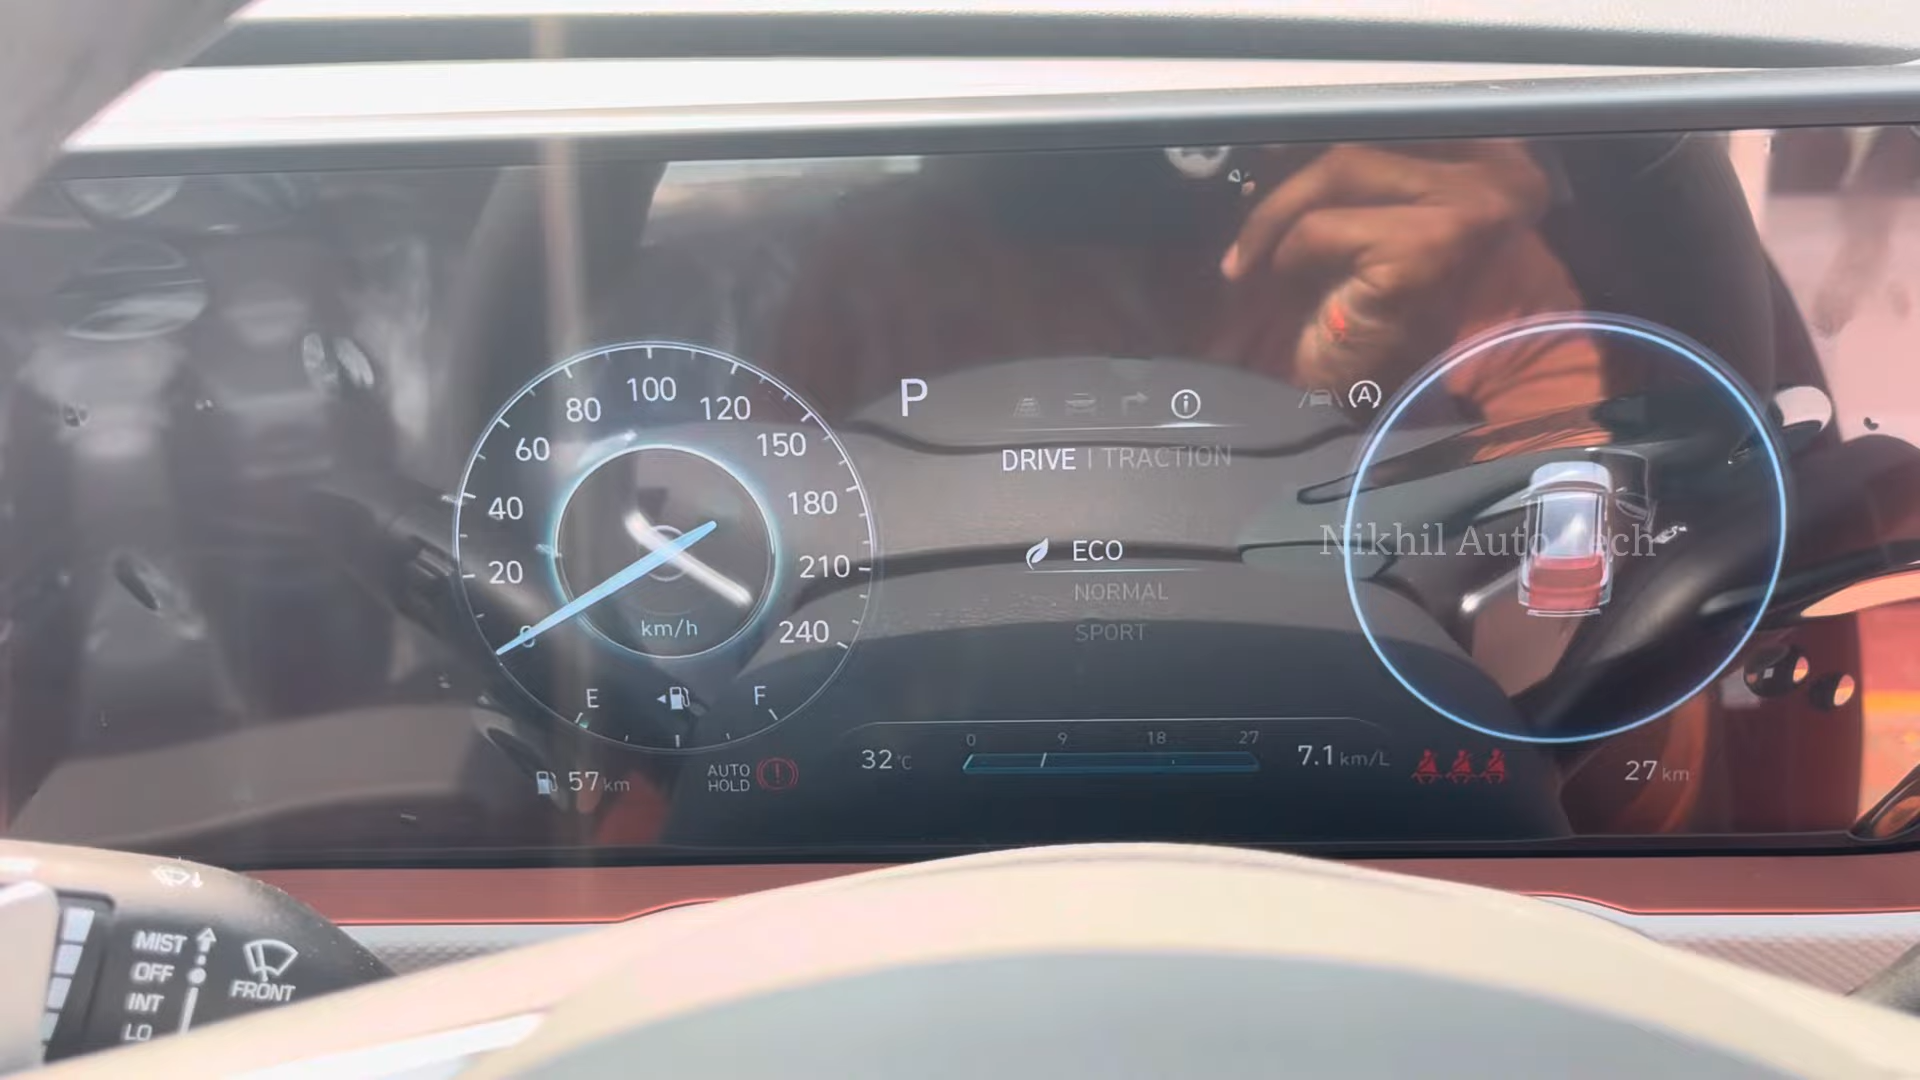 80
100
120
60
150
40
180
20
210
0
240
km/h
E
F
57 km
AUTO
HOLD
P
DRIVE | TRACTION
ECO
NORMAL
SPORT
A
0 9 18 27
32 °C
7.1 km/L
27 km
Nikhil Auto Tech
MIST
OFF
INT
LO
FRONT